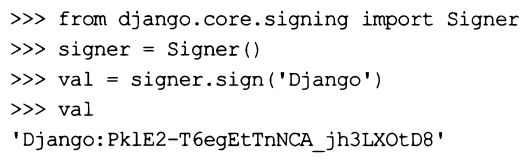 >>> from django.core.signing import Signer
>>> signer = Signer()
>>> val = signer.sign('Django')
>>> val
'Django:PklE2-T6egEtTnNCA_jh3LXOtD8'